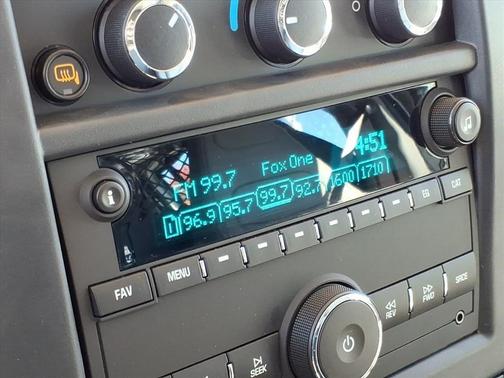 Fox One 4:51
FM 99.7
1 96.9 95.7 99.7 92.7 1600 1710
i
FAV MENU EQ CAT
SEEK REV FWD SRCE